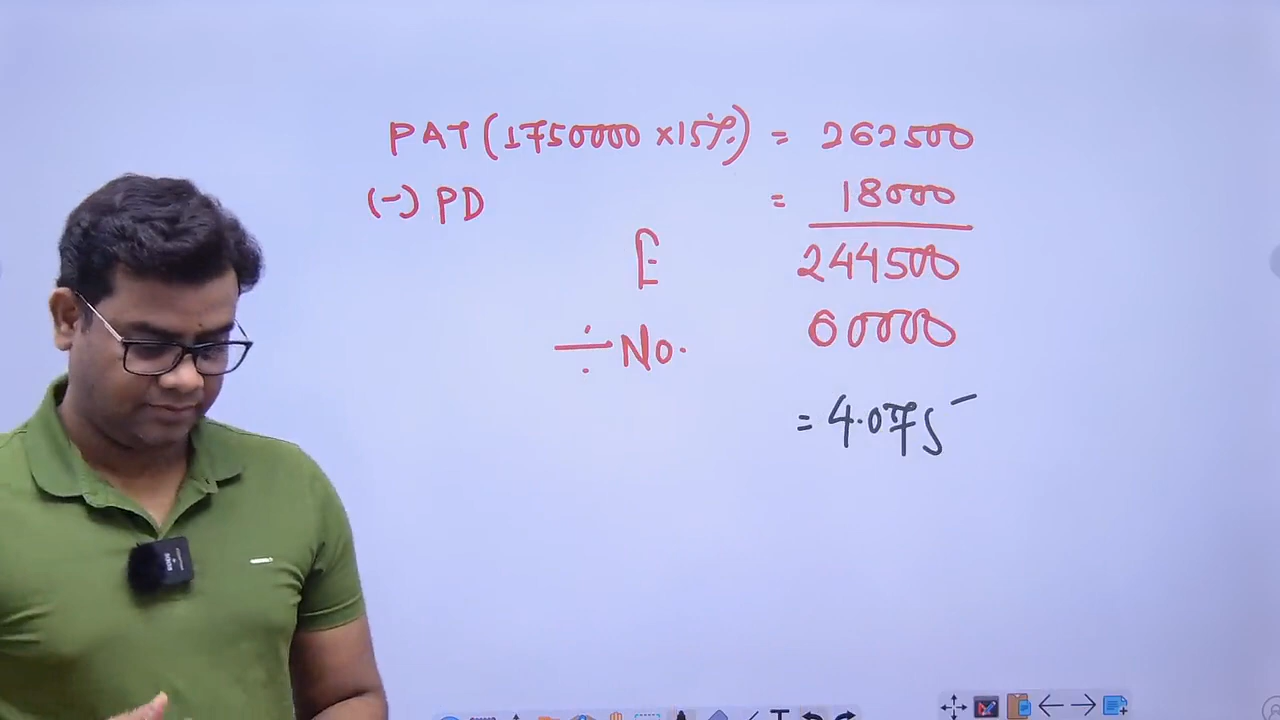 PAT (1750000 ×15%) = 262500
(-) PD = 18000
E 244500
÷ No. 60000
= 4.075
T